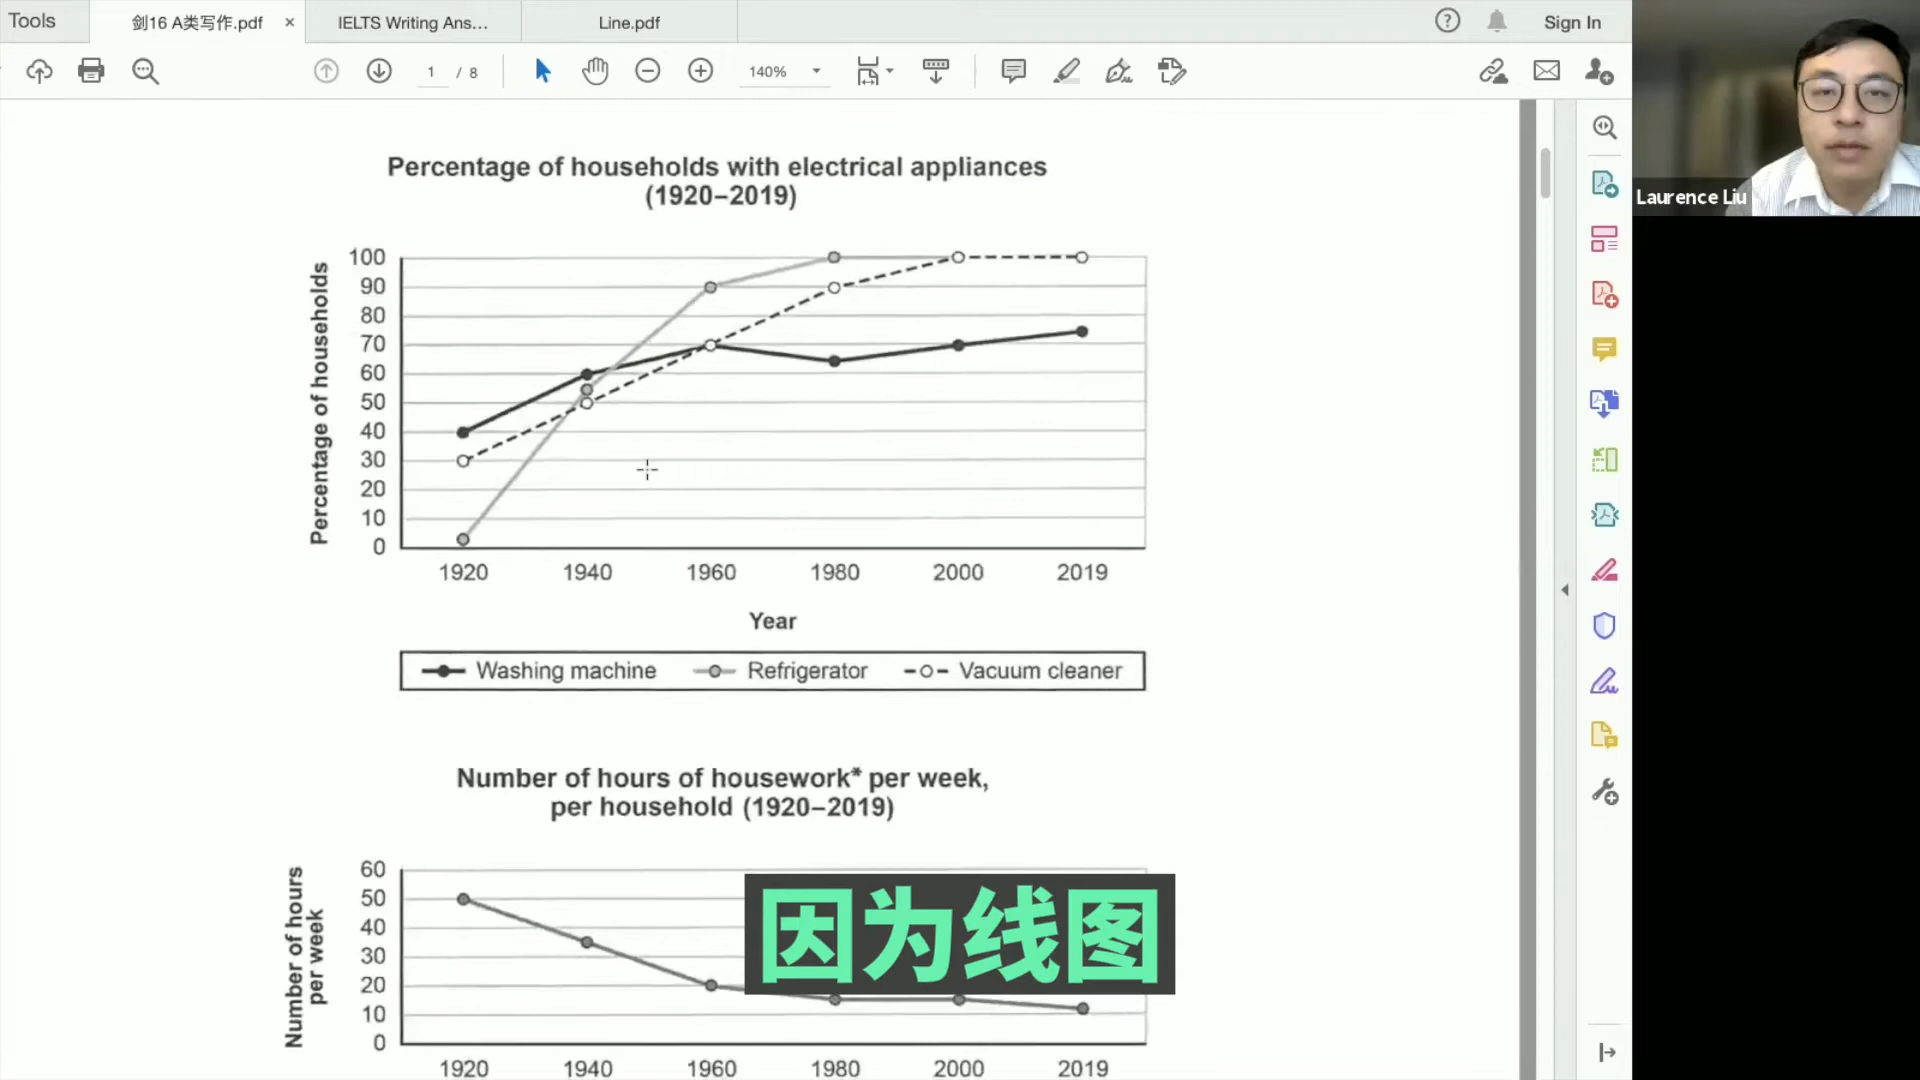 Tools
剑16 A类写作.pdf
IELTS Writing Ans...
Line.pdf
Sign In
1 / 8
140%
Laurence Liu
Percentage of households with electrical appliances
(1920–2019)
Percentage of households
100
90
80
70
60
50
40
30
20
10
0
1920 1940 1960 1980 2000 2019
Year
Washing machine Refrigerator Vacuum cleaner
Number of hours of housework* per week,
per household (1920–2019)
Number of hours
per week
60
50
40
30
20
10
0
1920 1940 1960 1980 2000 2019
因为线图